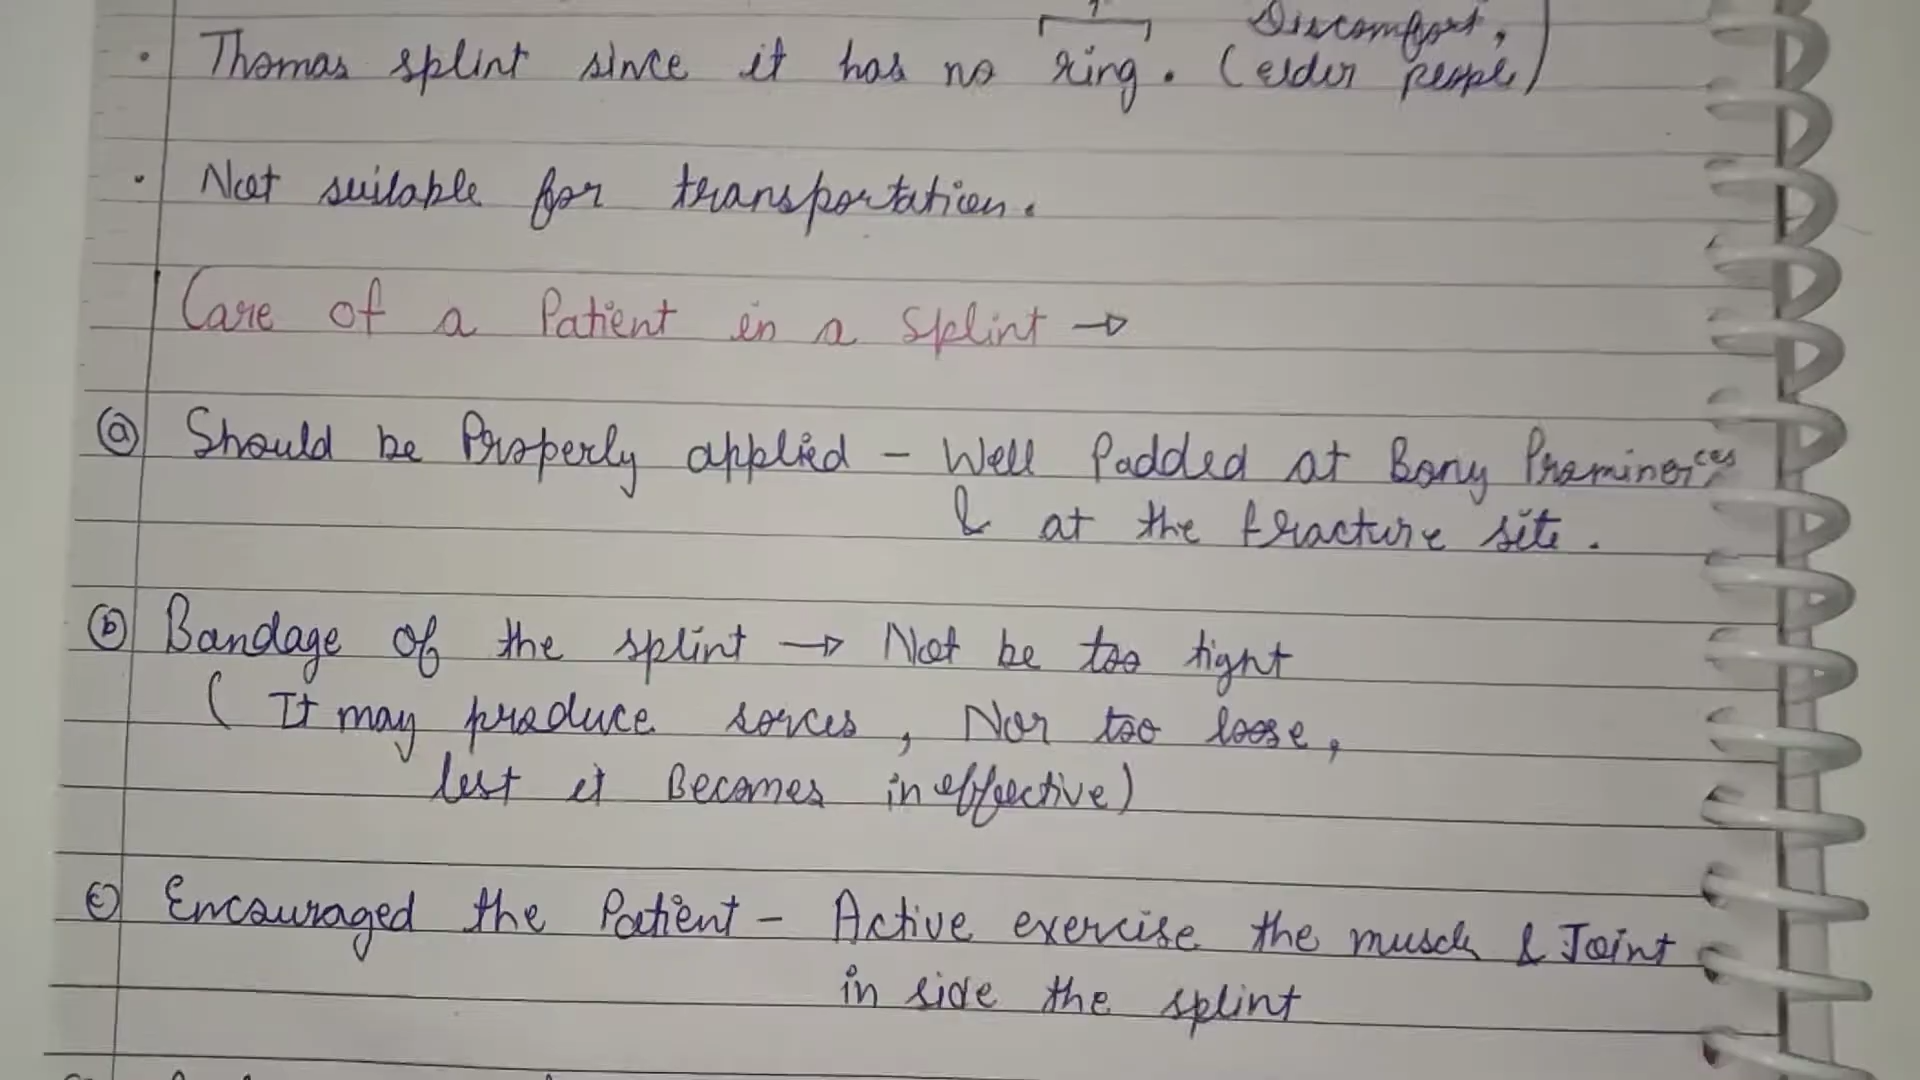 Discomfort,
• Thomas splint since it has no ring. (elder people)
• Not suitable for transportation.
Care of a Patient in a Splint →
ⓐ Should be Properly applied - Well Padded at Bony Prominences
& at the fracture site.
ⓑ Bandage of the splint → Not be too tight
( It may produce sorces, Nor too loose,
lest it Becomes in effective)
ⓒ Encouraged the Patient - Active exercise the muscle & Joint
in side the splint